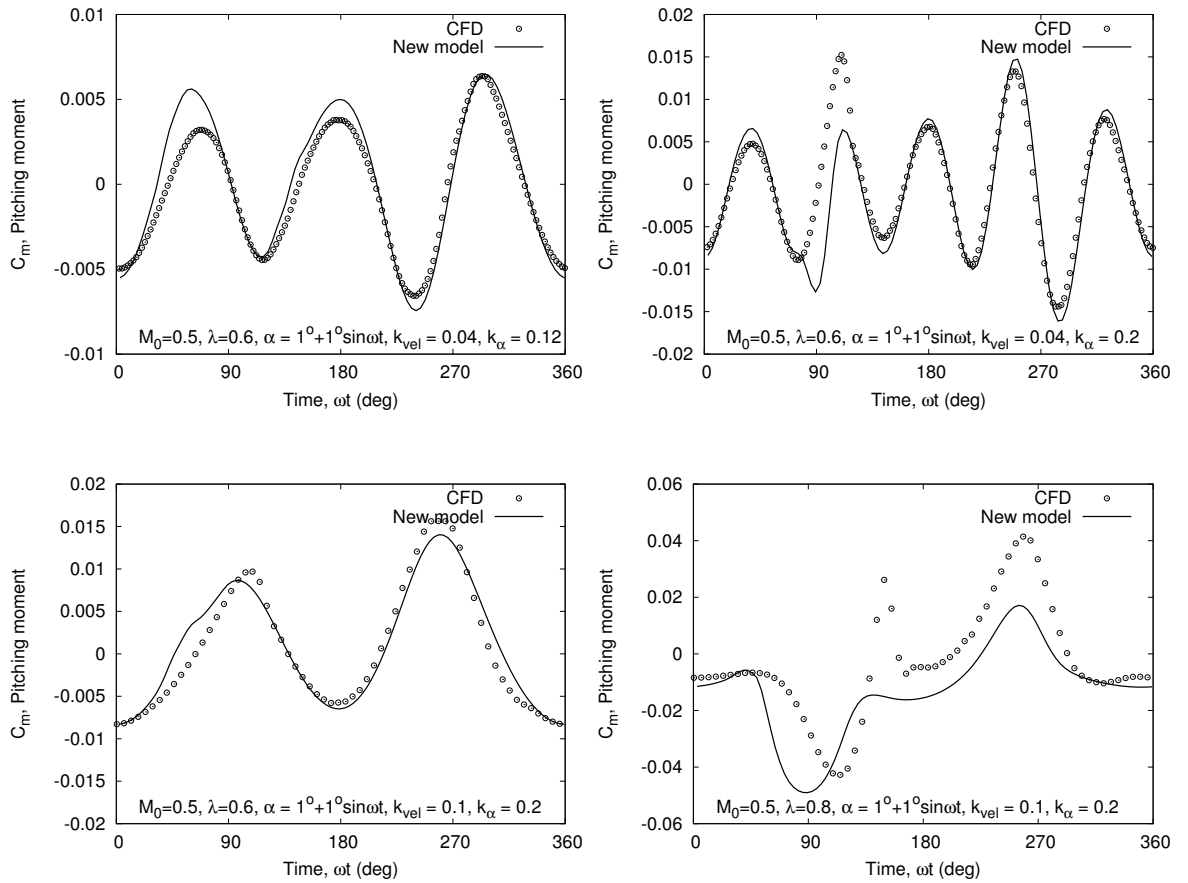 0.01
0.005
0
-0.005
-0.01
C_m, Pitching moment
CFD
New model
M_0=0.5, λ=0.6, α = 1^o+1^osinωt, k_vel = 0.04, k_α = 0.12
0 90 180 270 360
Time, ωt (deg)
0.02
0.015
0.01
0.005
0
-0.005
-0.01
-0.015
-0.02
C_m, Pitching moment
CFD
New model
M_0=0.5, λ=0.6, α = 1^o+1^osinωt, k_vel = 0.04, k_α = 0.2
0 90 180 270 360
Time, ωt (deg)
0.02
0.015
0.01
0.005
0
-0.005
-0.01
-0.015
-0.02
C_m, Pitching moment
CFD
New model
M_0=0.5, λ=0.6, α = 1^o+1^osinωt, k_vel = 0.1, k_α = 0.2
0 90 180 270 360
Time, ωt (deg)
0.06
0.04
0.02
0
-0.02
-0.04
-0.06
C_m, Pitching moment
CFD
New model
M_0=0.5, λ=0.8, α = 1^o+1^osinωt, k_vel = 0.1, k_α = 0.2
0 90 180 270 360
Time, ωt (deg)